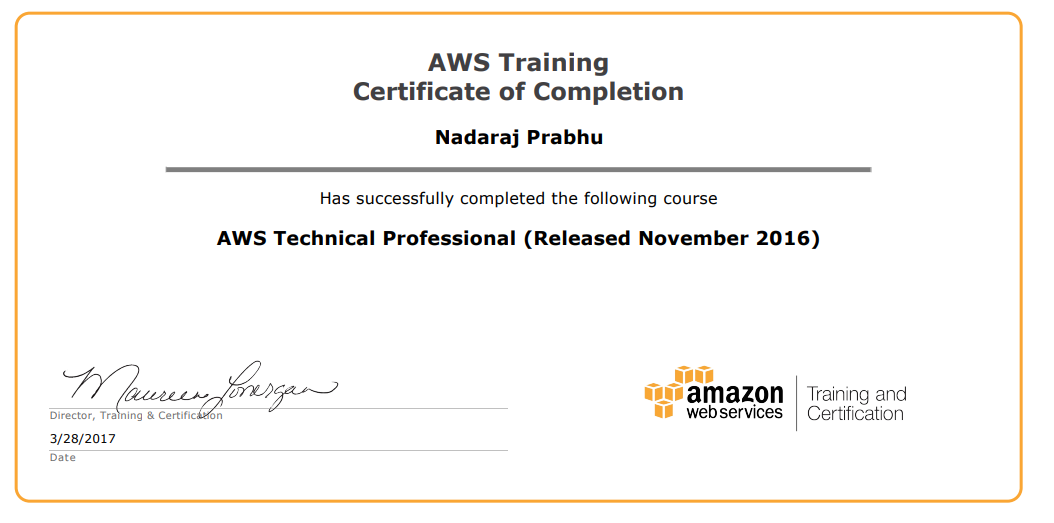 AWS Training
Certificate of Completion
Nadaraj Prabhu
Has successfully completed the following course
AWS Technical Professional (Released November 2016)
Maureen Lonergan
Director, Training & Certification
3/28/2017
Date
amazon
web services
Training and
Certification